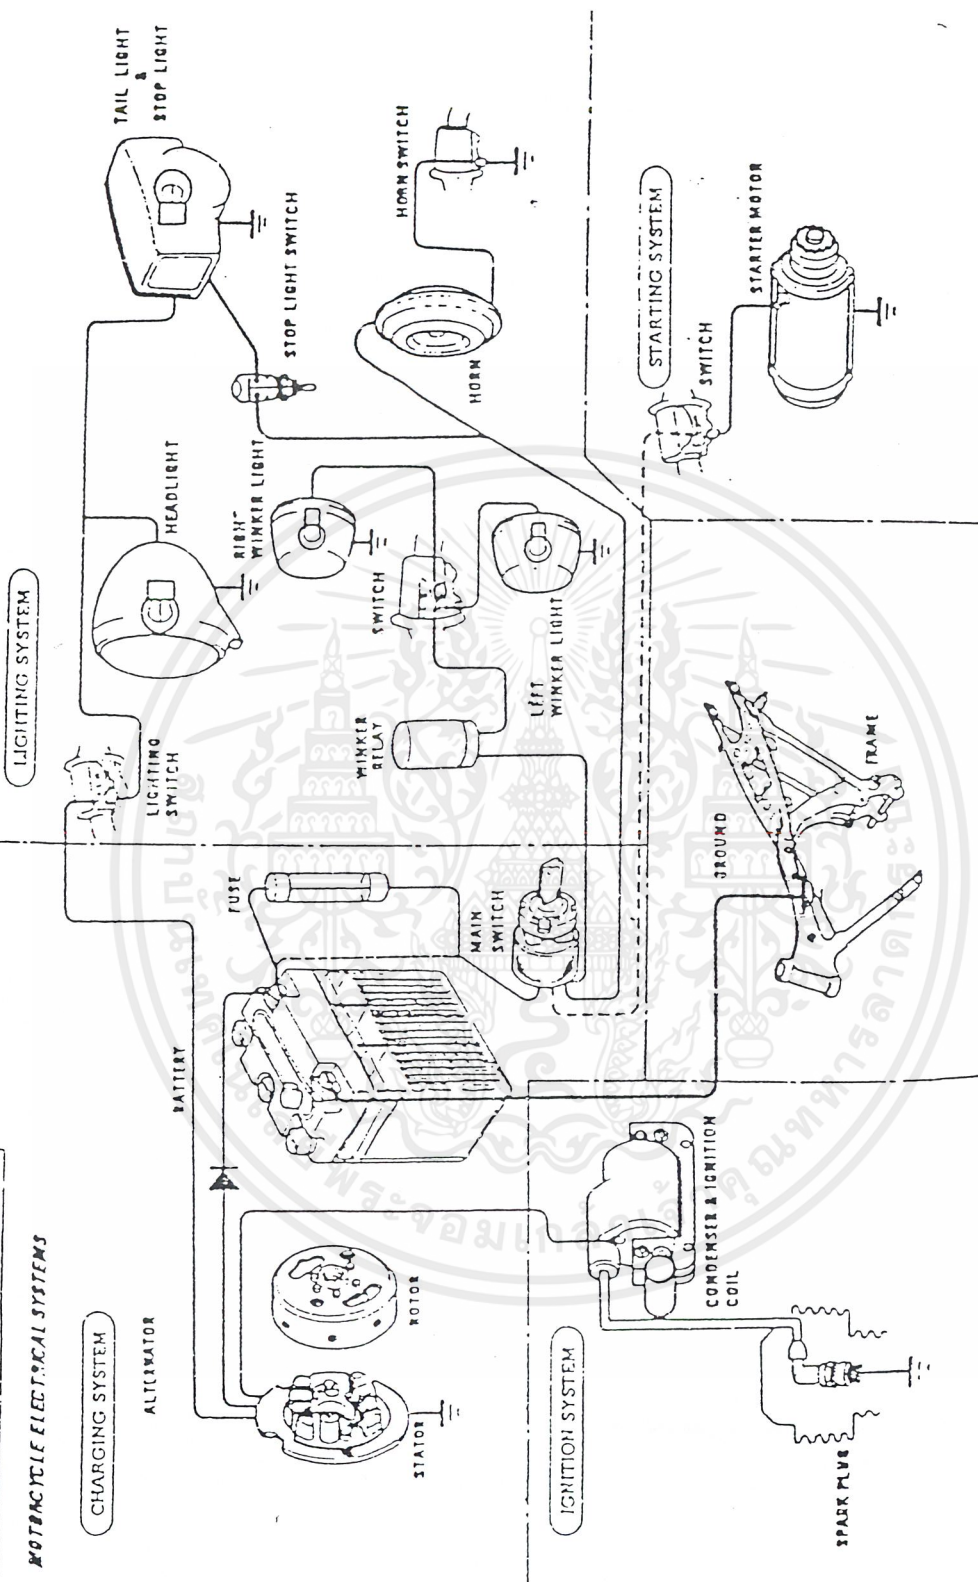 MOTORCYCLE ELECTRICAL SYSTEMS
CHARGING SYSTEM
ALTERNATOR
STATOR
ROTOR
BATTERY
FUSE
MAIN
SWITCH
LIGHTING SYSTEM
LIGHTING
SWITCH
HEADLIGHT
TAIL LIGHT
&
STOP LIGHT
STOP LIGHT SWITCH
RIGHT
WINKER LIGHT
SWITCH
WINKER
RELAY
LEFT
WINKER LIGHT
HORN
HORN SWITCH
STARTING SYSTEM
SWITCH
STARTER MOTOR
IGNITION SYSTEM
CONDENSER & IGNITION
COIL
SPARK PLUG
GROUND
FRAME